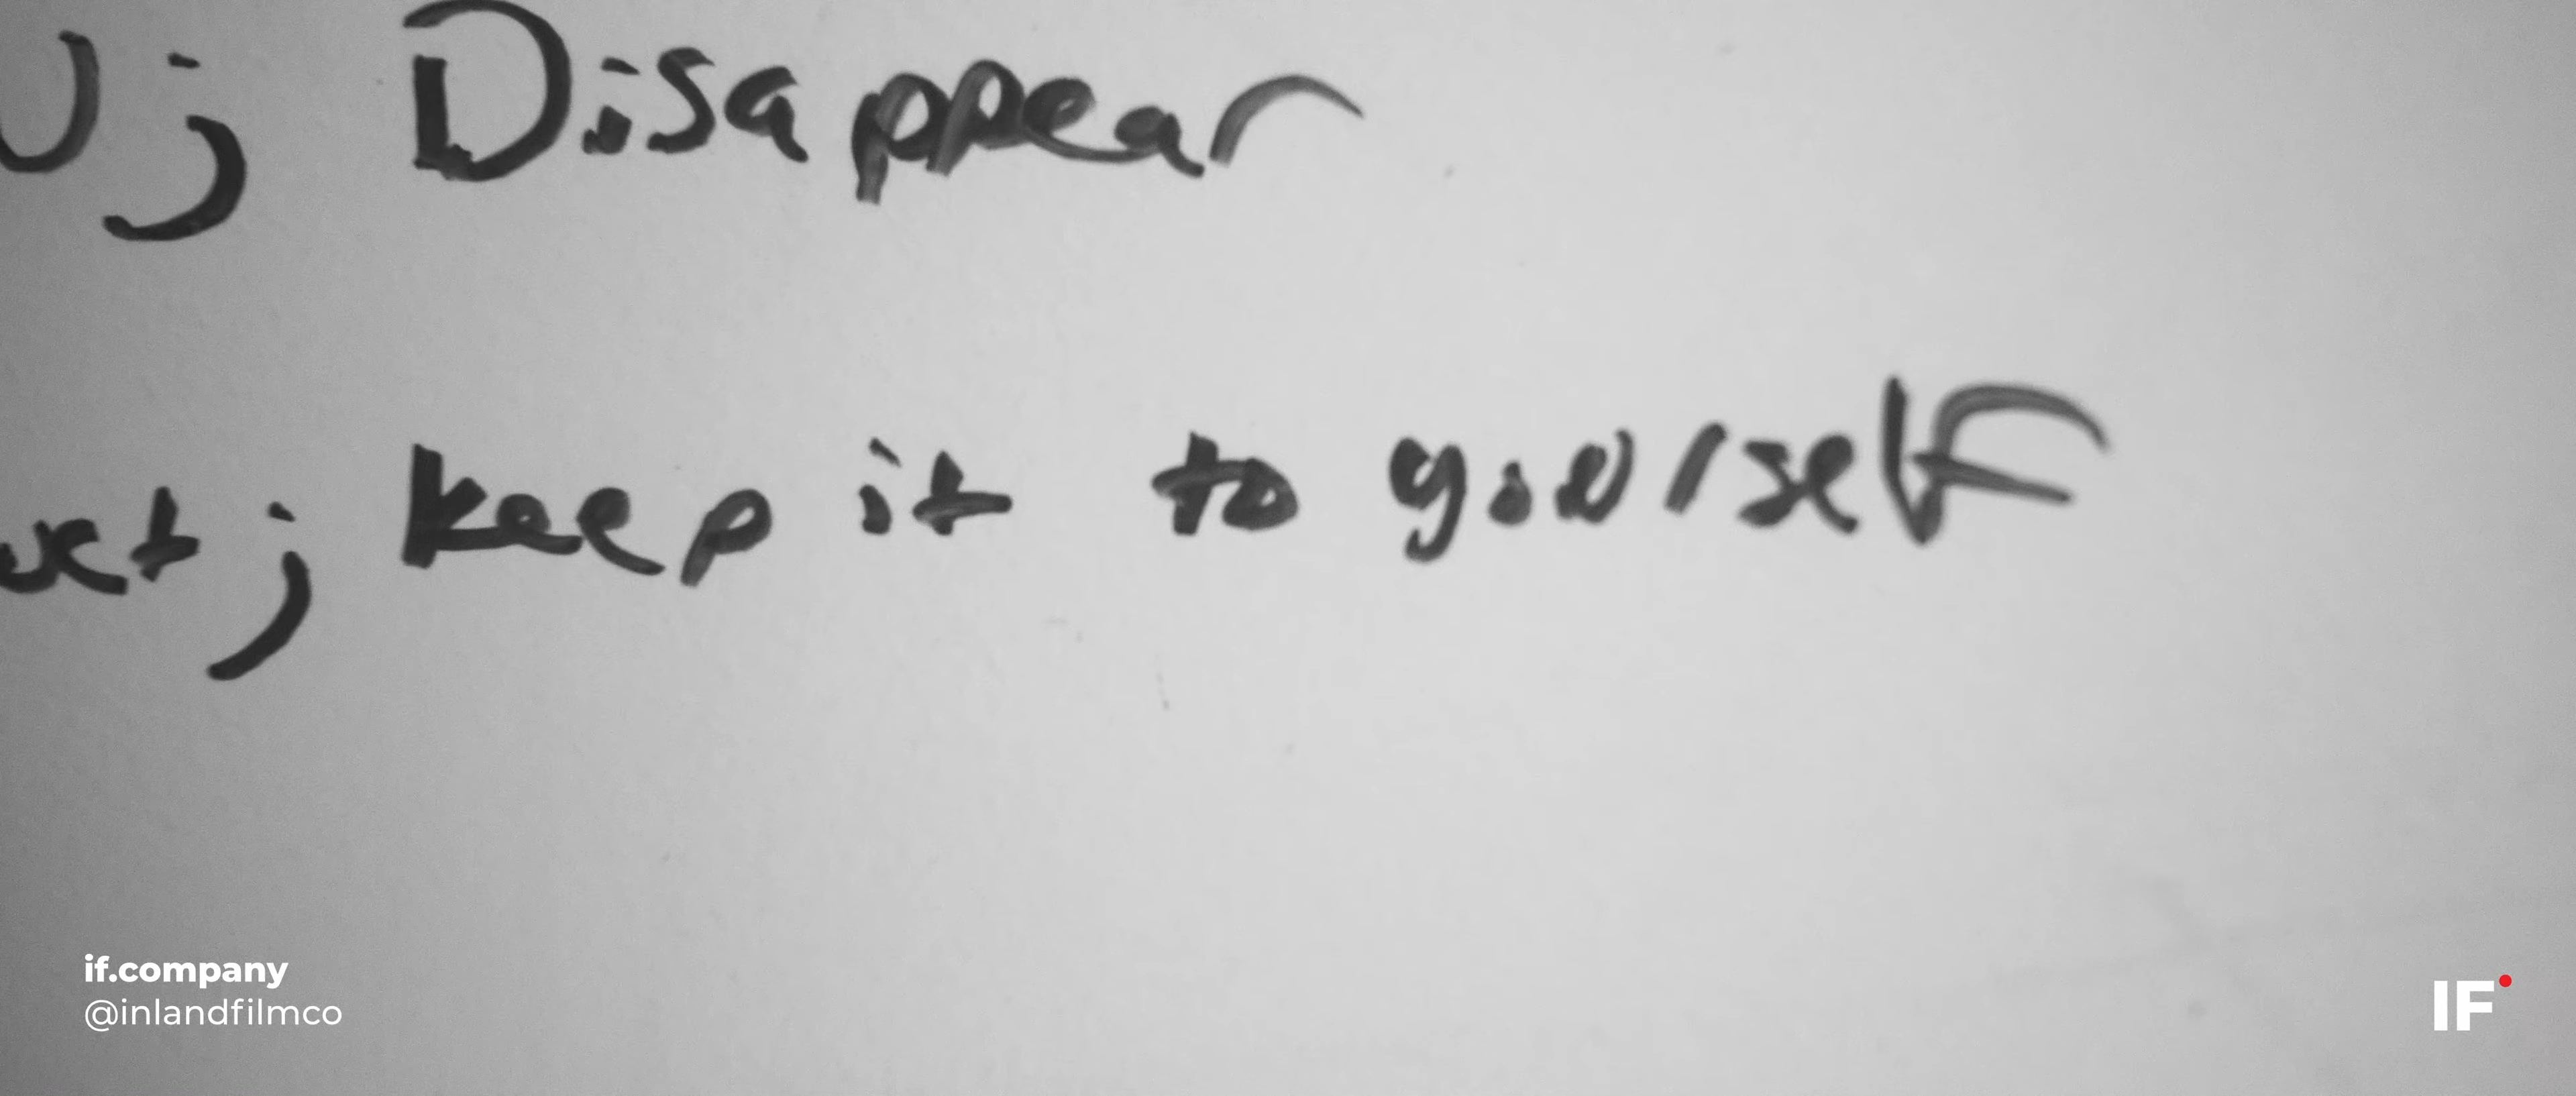 ; Disappear
; keep it to yourself
if.company
@inlandfilmco
IF